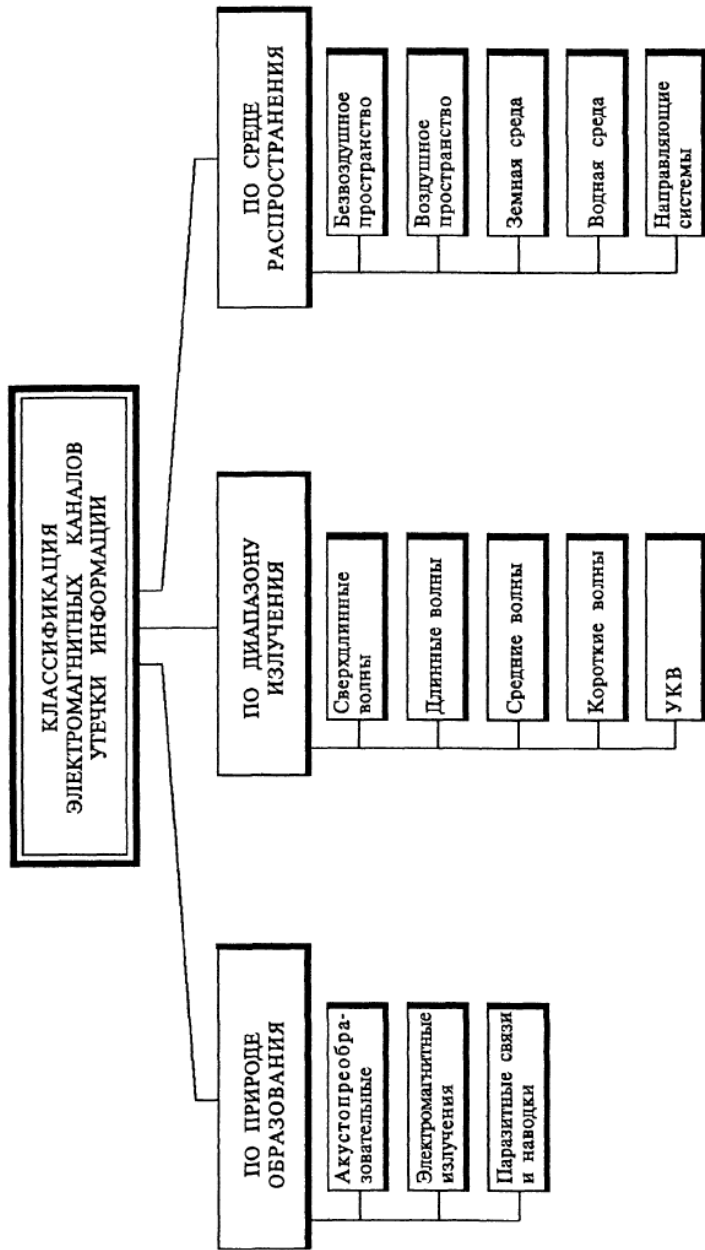 КЛАССИФИКАЦИЯ
ЭЛЕКТРОМАГНИТНЫХ КАНАЛОВ
УТЕЧКИ ИНФОРМАЦИИ
ПО ПРИРОДЕ
ОБРАЗОВАНИЯ
Акустопреобра-
зовательные
Электромагнитные
излучения
Паразитные связи
и наводки
ПО ДИАПАЗОНУ
ИЗЛУЧЕНИЯ
Сверхдлинные
волны
Длинные волны
Средние волны
Короткие волны
УКВ
ПО СРЕДЕ
РАСПРОСТРАНЕНИЯ
Безвоздушное
пространство
Воздушное
пространство
Земная среда
Водная среда
Направляющие
системы